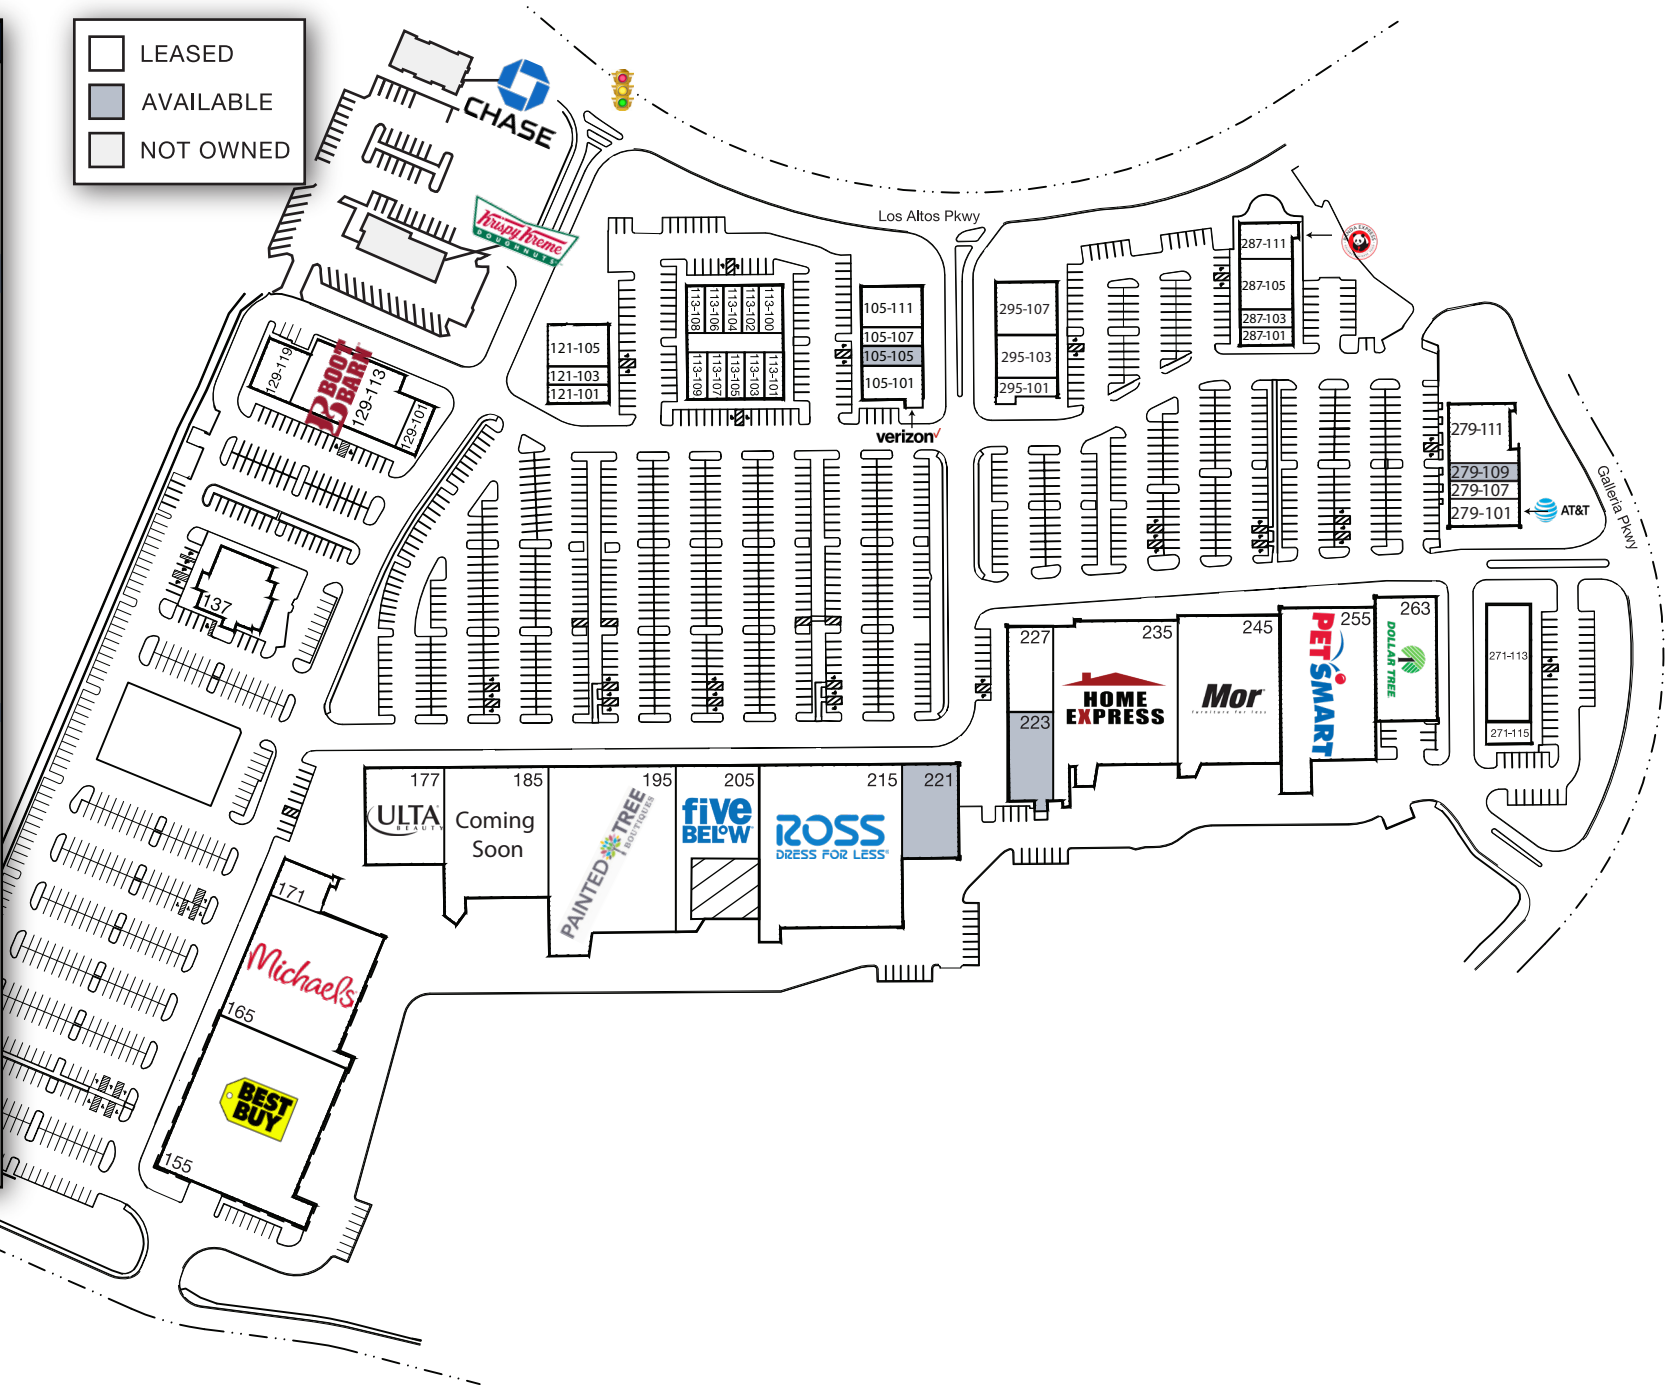 LEASED
AVAILABLE
NOT OWNED
CHASE
Krispy Kreme
DOUGHNUTS
Los Altos Pkwy
287-111
287-105
287-103
287-101
PANDA EXPRESS
113-108
113-106
113-104
113-102
113-100
113-109
113-107
113-105
113-103
113-101
105-111
105-107
105-105
105-101
verizon
295-107
295-103
295-101
121-105
121-103
121-101
129-119
BOOT
BARN
129-113
129-101
279-111
279-109
279-107
279-101
AT&T
Galleria Pkwy
137
227
223
235
HOME
EXPRESS
245
Mor
furniture for less
255
PETSMART
263
DOLLAR TREE
271-113
271-115
177
ULTA
BEAUTY
185
Coming
Soon
195
PAINTED TREE
BOUTIQUES
205
five
BELOW
215
ROSS
DRESS FOR LESS
221
171
Michaels
165
BEST
BUY
155